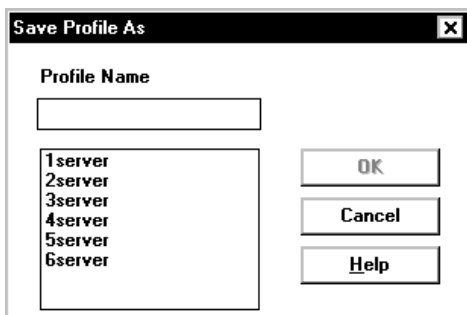 Save Profile As
Profile Name
1server
2server
3server
4server
5server
6server
OK
Cancel
Help